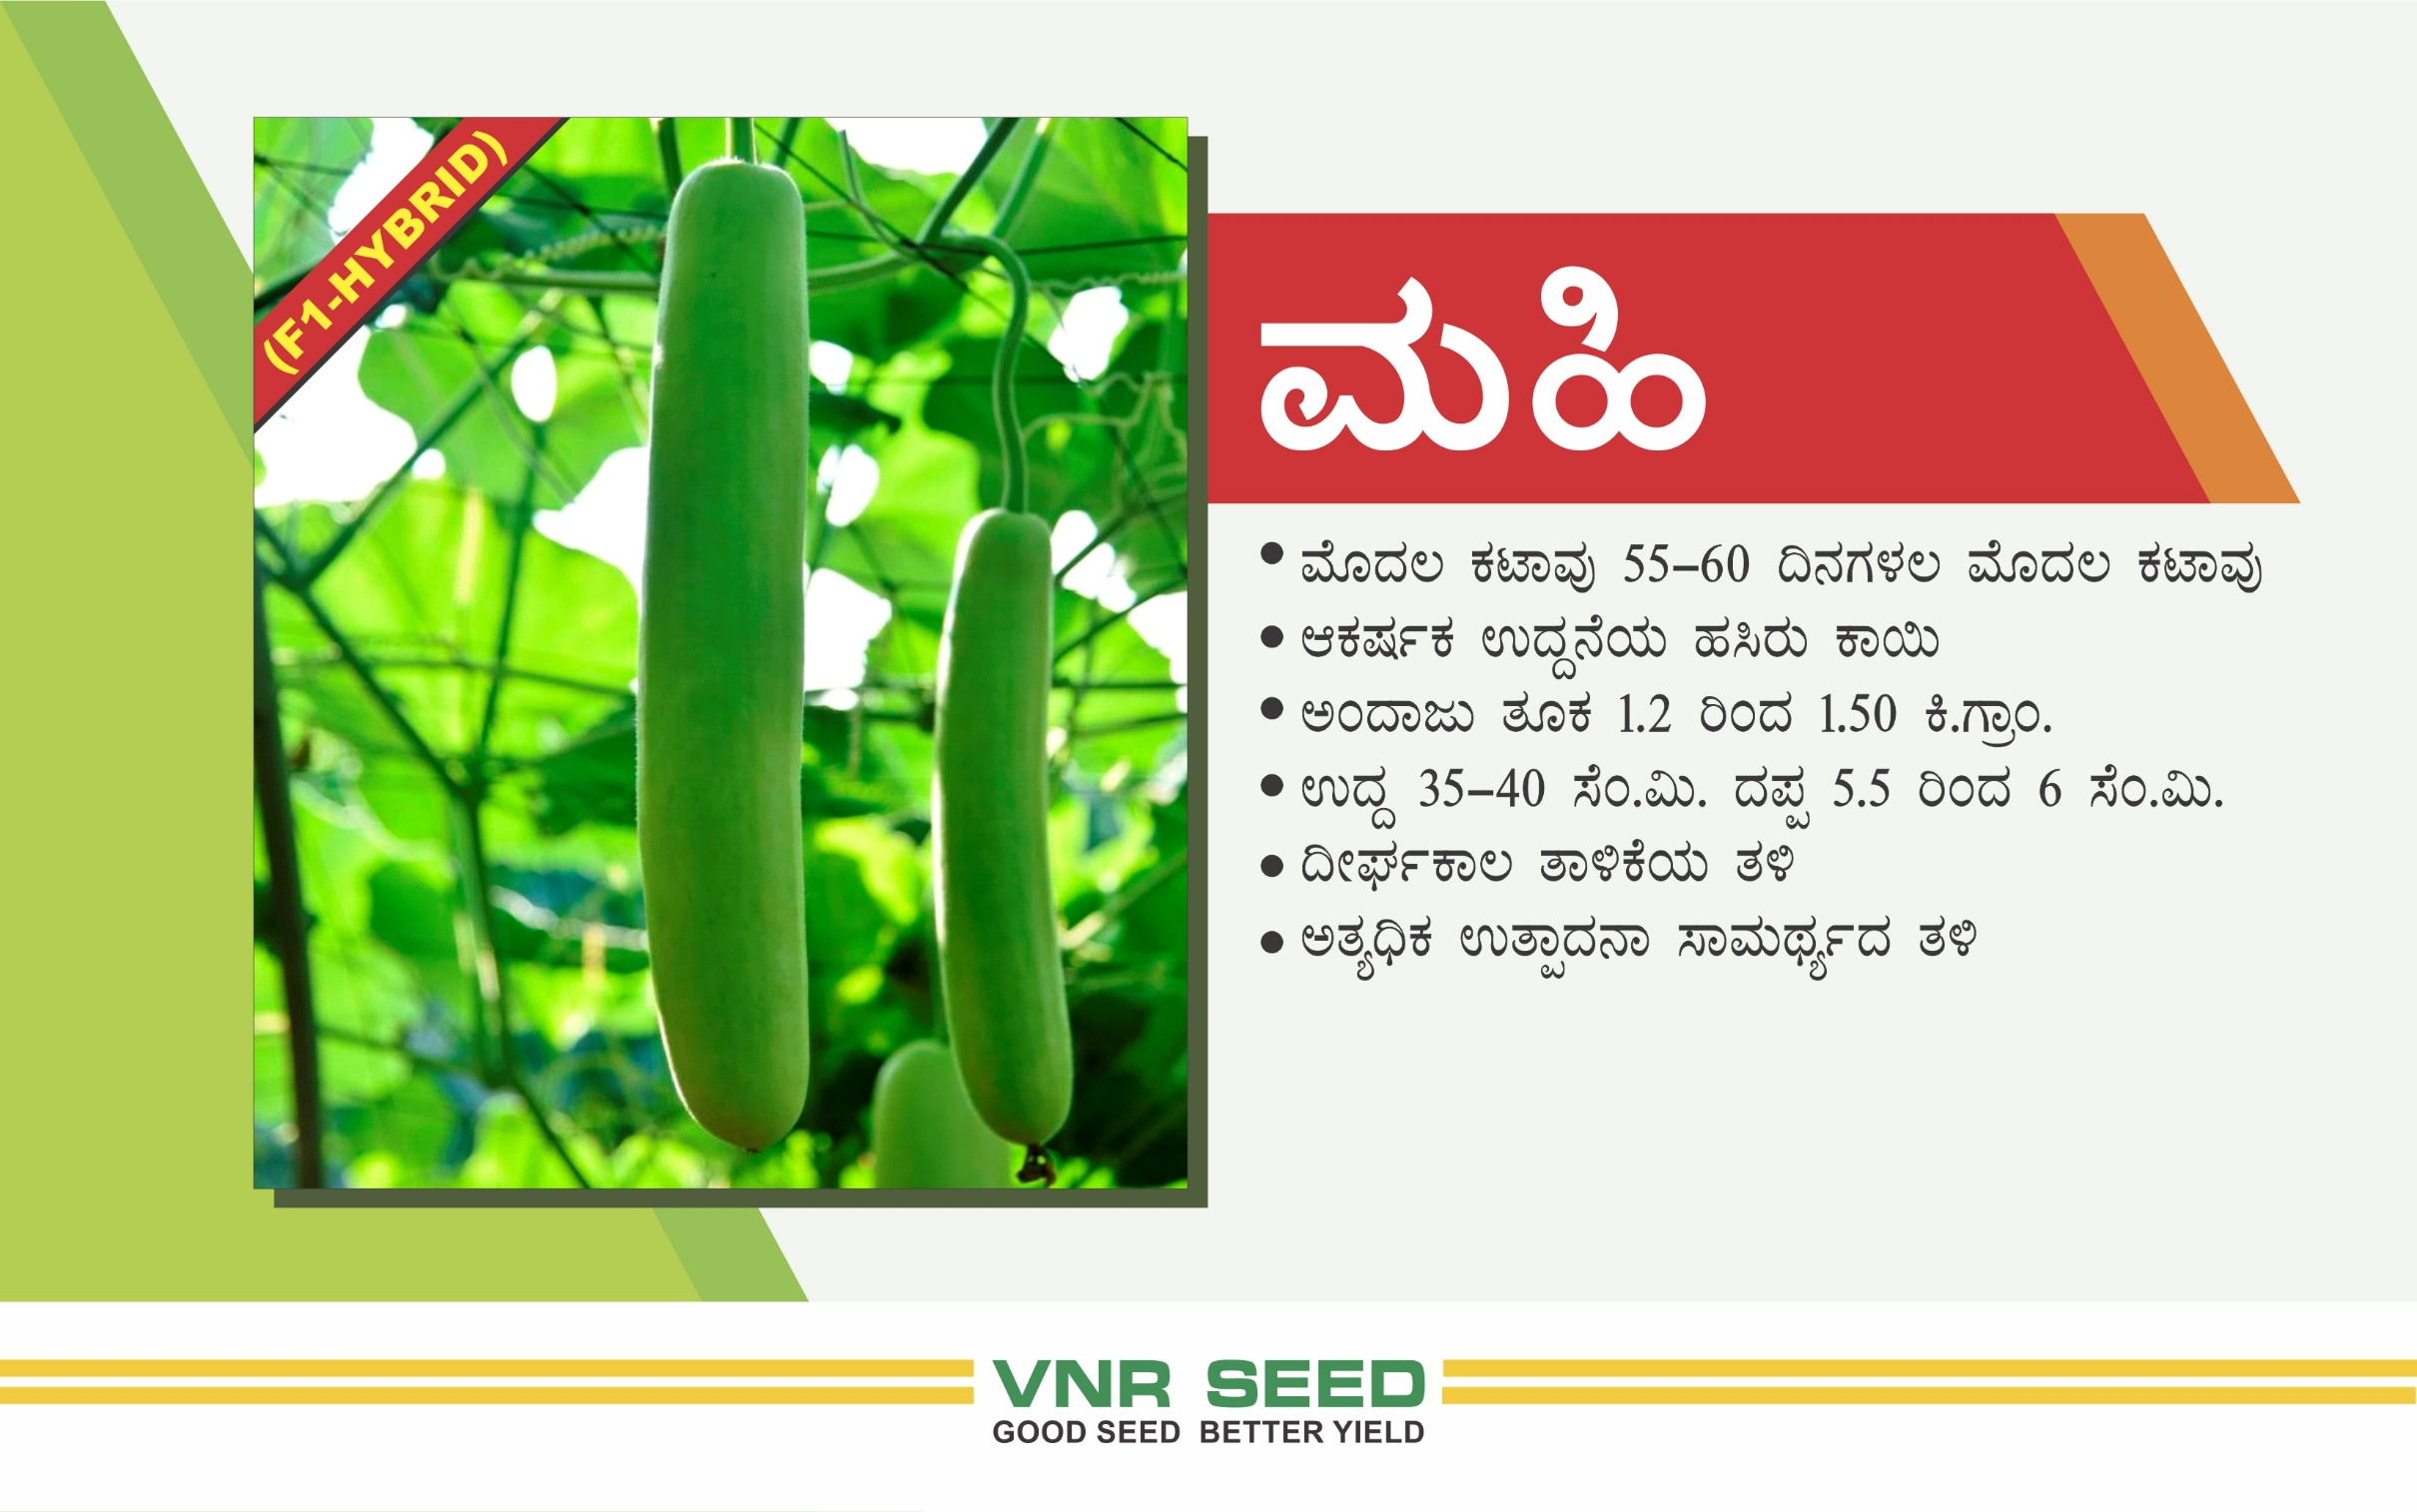 (F1-HYBRID)
ಮಹಿ
• ಮೊದಲ ಕಟಾವು 55–60 ದಿನಗಳಲ ಮೊದಲ ಕಟಾವು
• ಆಕರ್ಷಕ ಉದ್ದನೆಯ ಹಸಿರು ಕಾಯಿ
• ಅಂದಾಜು ತೂಕ 1.2 ರಿಂದ 1.50 ಕಿ.ಗ್ರಾಂ.
• ಉದ್ದ 35–40 ಸೆಂ.ಮಿ. ದಪ್ಪ 5.5 ರಿಂದ 6 ಸೆಂ.ಮಿ.
• ದೀರ್ಘಕಾಲ ತಾಳಿಕೆಯ ತಳಿ
• ಅತ್ಯಧಿಕ ಉತ್ಪಾದನಾ ಸಾಮರ್ಥ್ಯದ ತಳಿ
VNR SEED
GOOD SEED BETTER YIELD